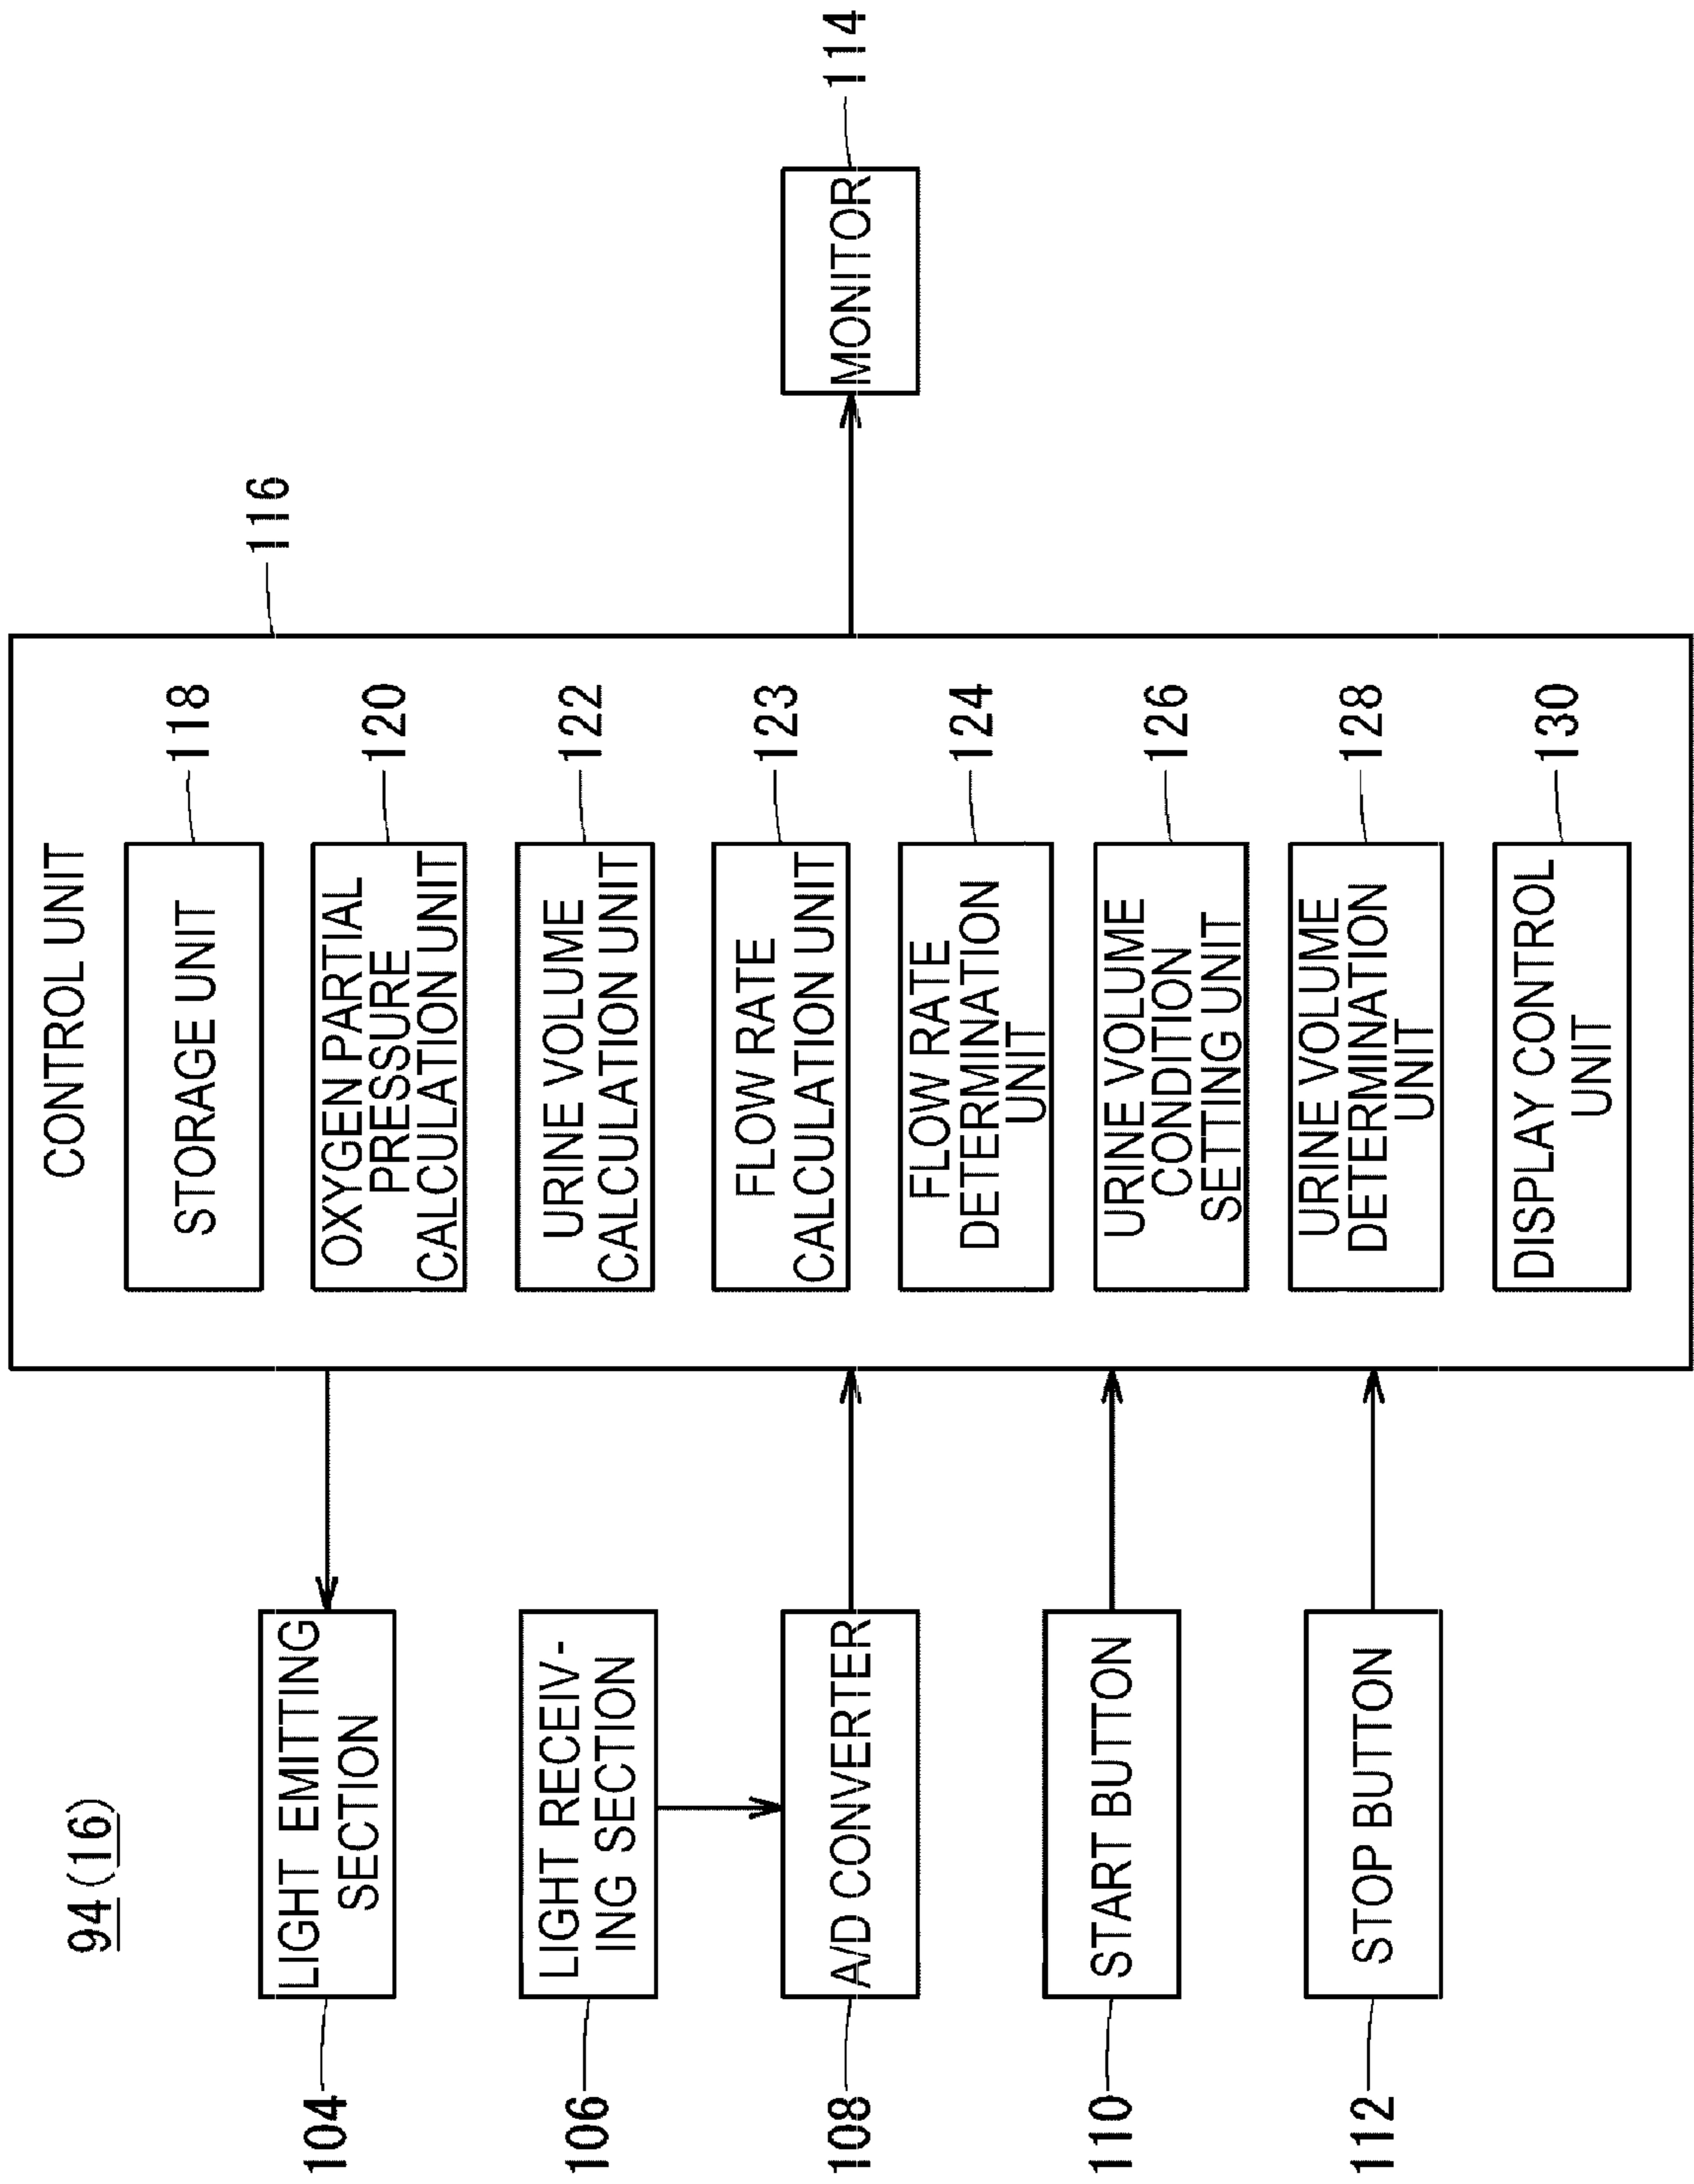 94 (16)
104
LIGHT EMITTING
SECTION
106
LIGHT RECEIV-
ING SECTION
108
A/D CONVERTER
110
START BUTTON
112
STOP BUTTON
116
CONTROL UNIT
STORAGE UNIT
118
OXYGEN PARTIAL
PRESSURE
CALCULATION UNIT
120
URINE VOLUME
CALCULATION UNIT
122
FLOW RATE
CALCULATION UNIT
123
FLOW RATE
DETERMINATION
UNIT
124
URINE VOLUME
CONDITION
SETTING UNIT
126
URINE VOLUME
DETERMINATION
UNIT
128
DISPLAY CONTROL
UNIT
130
MONITOR
114